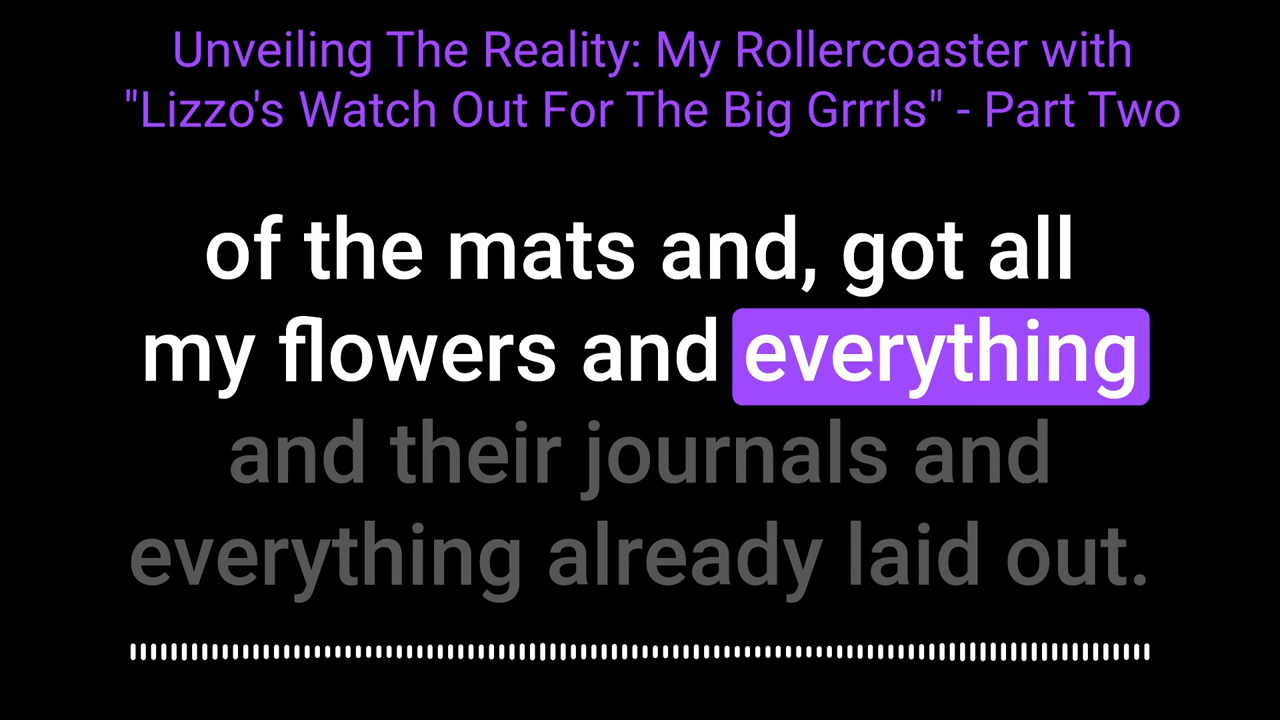 Unveiling The Reality: My Rollercoaster with
"Lizzo's Watch Out For The Big Grrrls" - Part Two
of the mats and, got all
my flowers and everything
and their journals and
everything already laid out.